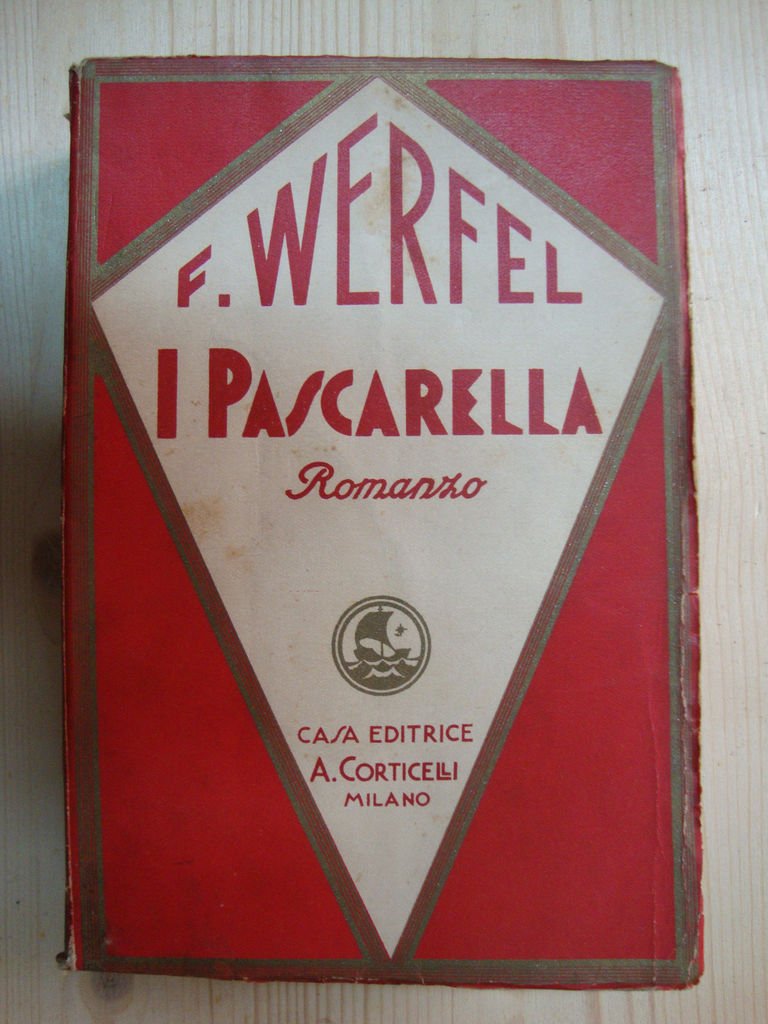 F. WERFEL
I PASCARELLA
Romanzo
CASA EDITRICE
A. CORTICELLI
MILANO